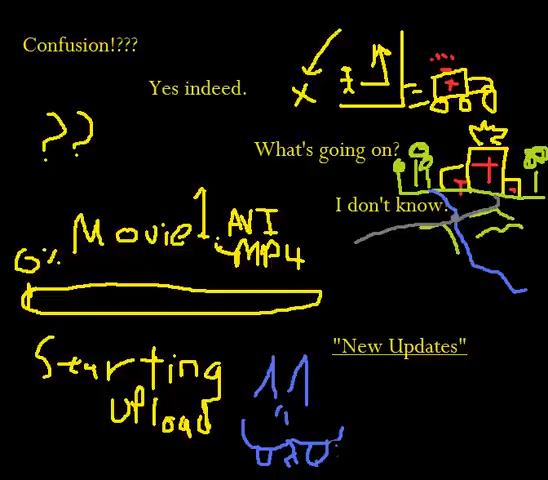 Confusion!???
Yes indeed.
??
What's going on?
I don't know.
Movie1.AVI
MP4
0%
"New Updates"
Starting
Upload